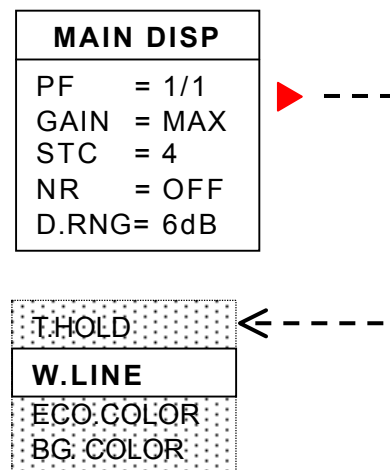 MAIN DISP
PF = 1/1
GAIN = MAX
STC = 4
NR = OFF
D.RNG= 6dB
T.HOLD
W.LINE
ECO.COLOR
BG. COLOR